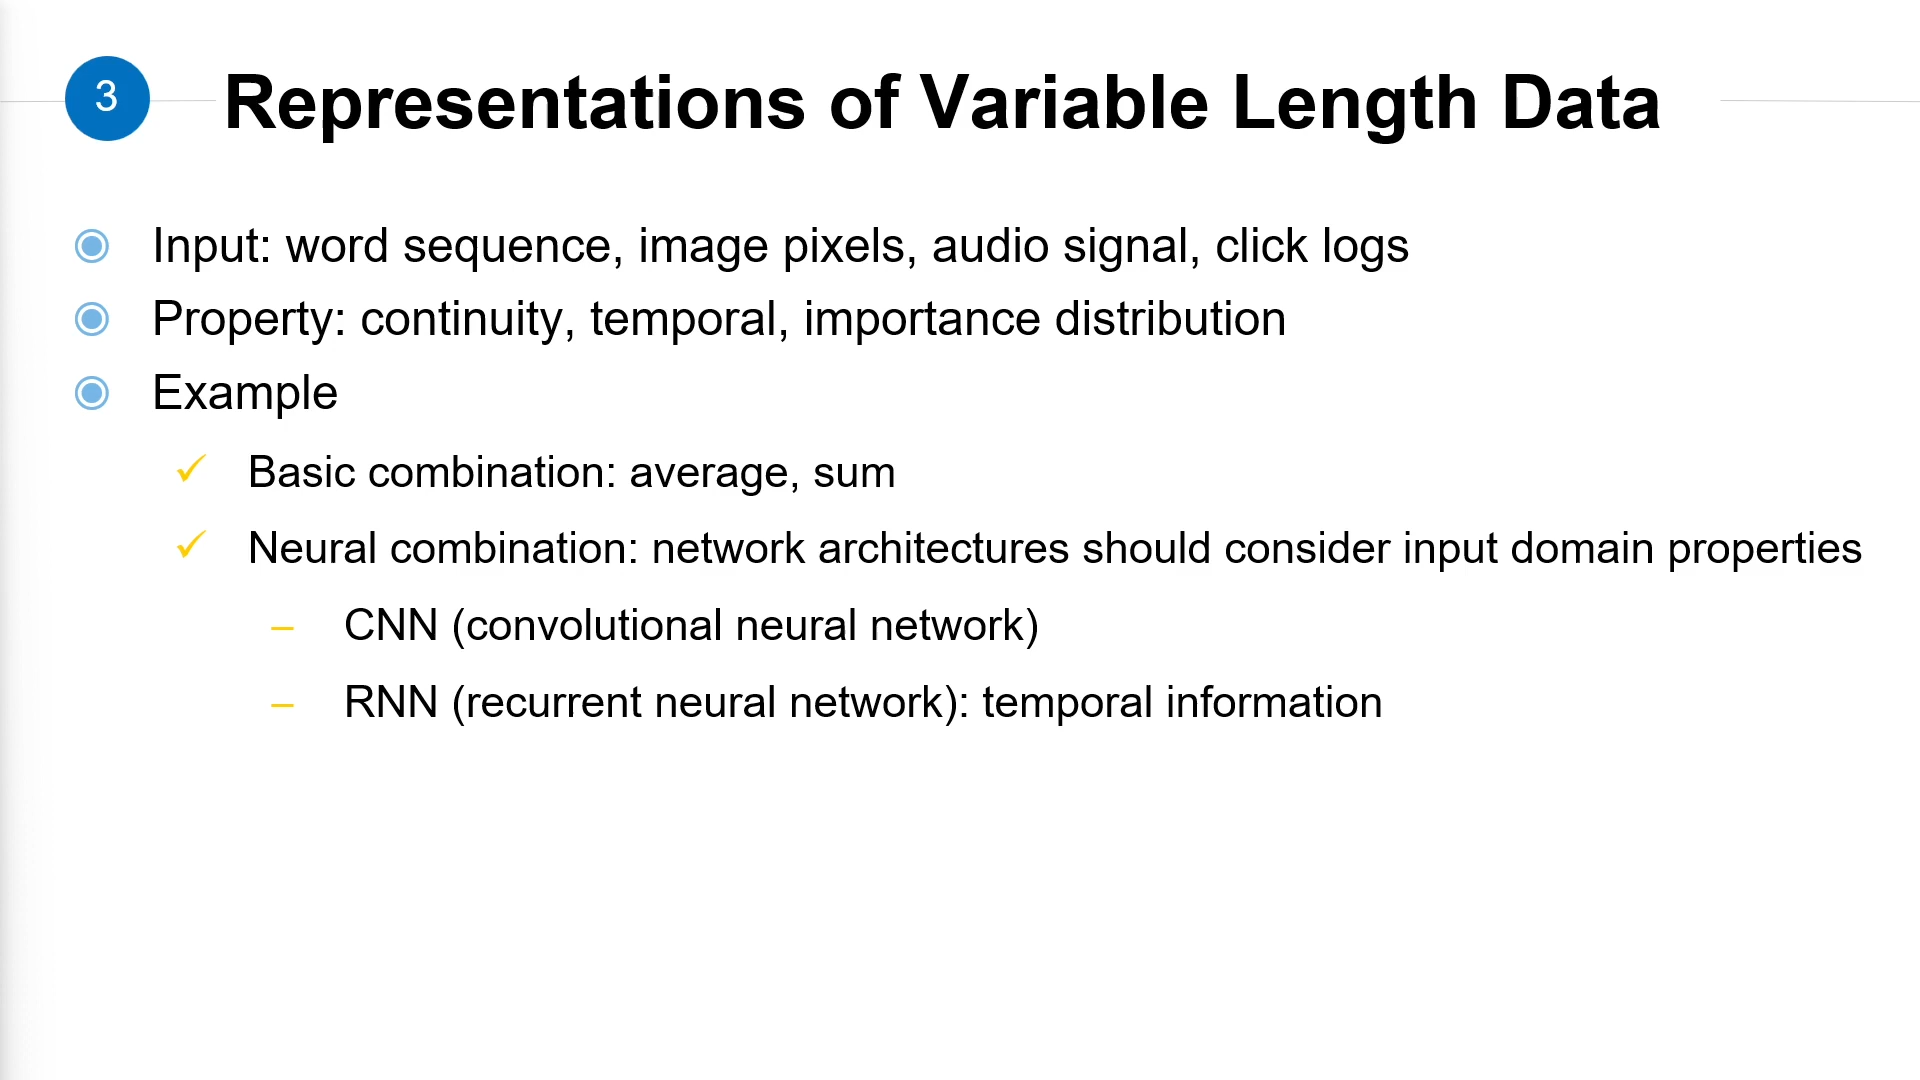 3
Representations of Variable Length Data
Input: word sequence, image pixels, audio signal, click logs
Property: continuity, temporal, importance distribution
Example
✓ Basic combination: average, sum
✓ Neural combination: network architectures should consider input domain properties
– CNN (convolutional neural network)
– RNN (recurrent neural network): temporal information